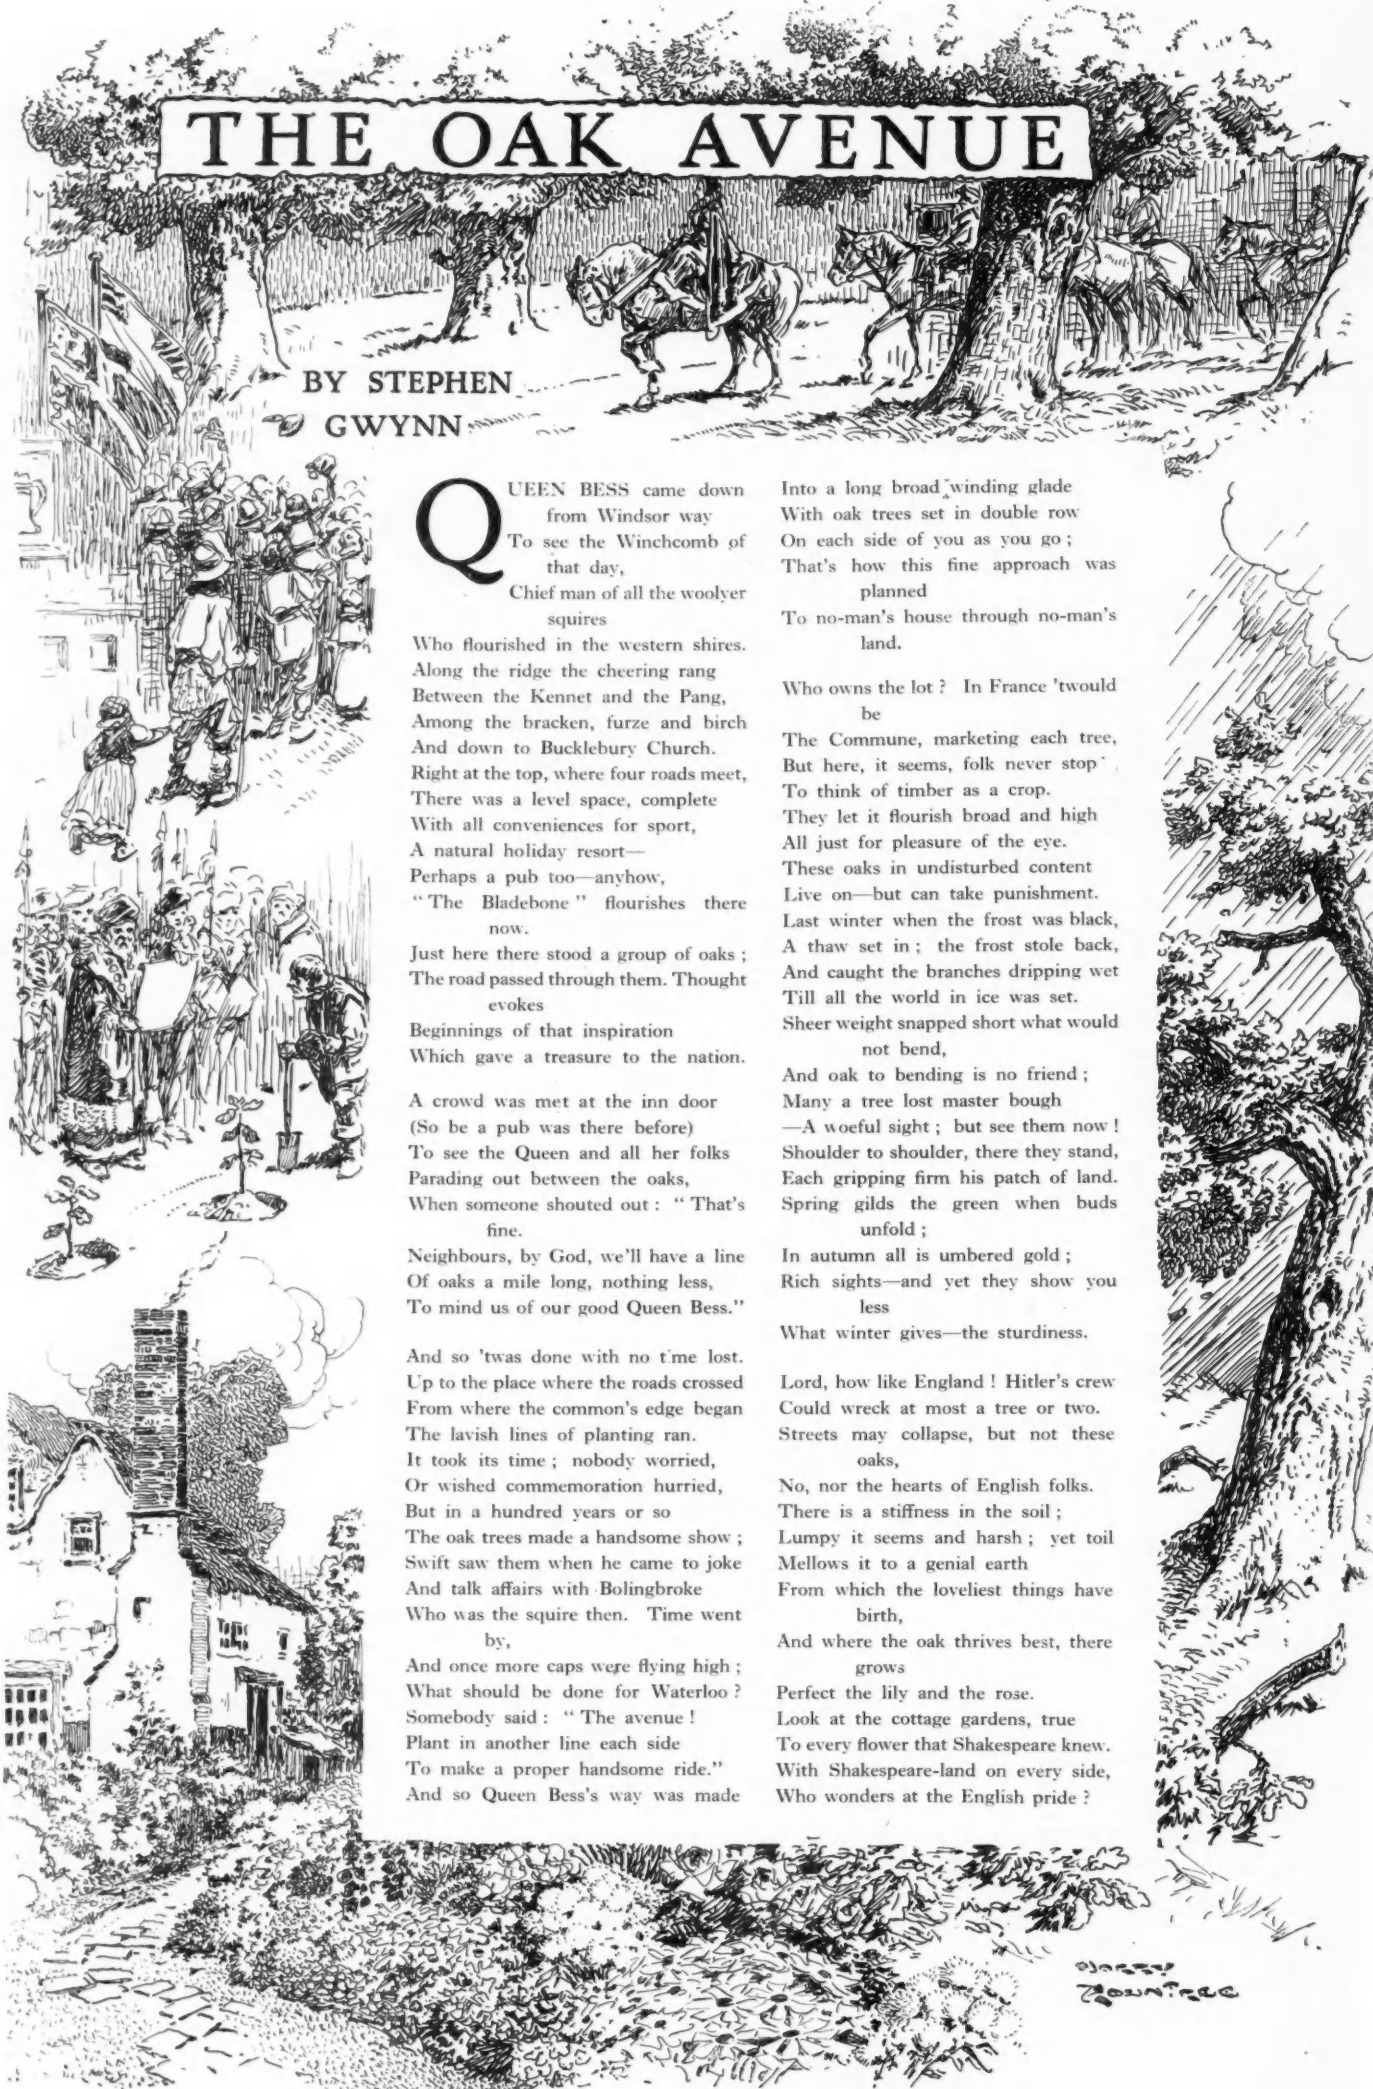 THE OAK AVENUE
BY STEPHEN
GWYNN
QUEEN BESS came down
from Windsor way
To see the Winchcomb of
that day,
Chief man of all the woolyer
squires
Who flourished in the western shires.
Along the ridge the cheering rang
Between the Kennet and the Pang,
Among the bracken, furze and birch
And down to Bucklebury Church.
Right at the top, where four roads meet,
There was a level space, complete
With all conveniences for sport,
A natural holiday resort—
Perhaps a pub too—anyhow,
“ The Bladebone ” flourishes there
now.
Just here there stood a group of oaks ;
The road passed through them. Thought
evokes
Beginnings of that inspiration
Which gave a treasure to the nation.

A crowd was met at the inn door
(So be a pub was there before)
To see the Queen and all her folks
Parading out between the oaks,
When someone shouted out : “ That's
fine.
Neighbours, by God, we'll have a line
Of oaks a mile long, nothing less,
To mind us of our good Queen Bess.”

And so 'twas done with no time lost.
Up to the place where the roads crossed
From where the common's edge began
The lavish lines of planting ran.
It took its time ; nobody worried,
Or wished commemoration hurried,
But in a hundred years or so
The oak trees made a handsome show ;
Swift saw them when he came to joke
And talk affairs with Bolingbroke
Who was the squire then. Time went
by,
And once more caps were flying high ;
What should be done for Waterloo ?
Somebody said : “ The avenue !
Plant in another line each side
To make a proper handsome ride.”
And so Queen Bess's way was made
Into a long broad winding glade
With oak trees set in double row
On each side of you as you go ;
That's how this fine approach was
planned
To no-man's house through no-man's
land.

Who owns the lot ? In France 'twould
be
The Commune, marketing each tree,
But here, it seems, folk never stop
To think of timber as a crop.
They let it flourish broad and high
All just for pleasure of the eye.
These oaks in undisturbed content
Live on—but can take punishment.
Last winter when the frost was black,
A thaw set in ; the frost stole back,
And caught the branches dripping wet
Till all the world in ice was set.
Sheer weight snapped short what would
not bend,
And oak to bending is no friend ;
Many a tree lost master bough
—A woeful sight ; but see them now !
Shoulder to shoulder, there they stand,
Each gripping firm his patch of land.
Spring gilds the green when buds
unfold ;
In autumn all is umbered gold ;
Rich sights—and yet they show you
less
What winter gives—the sturdiness.

Lord, how like England ! Hitler's crew
Could wreck at most a tree or two.
Streets may collapse, but not these
oaks,
No, nor the hearts of English folks.
There is a stiffness in the soil ;
Lumpy it seems and harsh ; yet toil
Mellows it to a genial earth
From which the loveliest things have
birth,
And where the oak thrives best, there
grows
Perfect the lily and the rose.
Look at the cottage gardens, true
To every flower that Shakespeare knew.
With Shakespeare-land on every side,
Who wonders at the English pride ?
Harry
Rountree